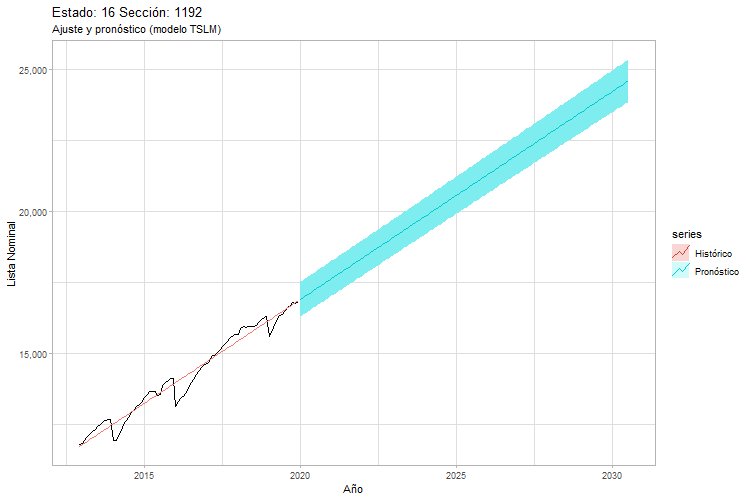 Estado: 16 Sección: 1192
Ajuste y pronóstico (modelo TSLM)
25,000
20,000
15,000
Lista Nominal
2015
2020
2025
2030
Año
series
Histórico
Pronóstico